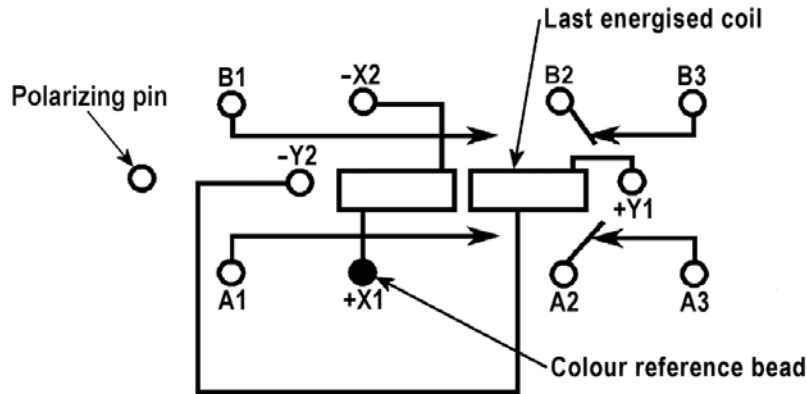 Last energised coil
B1
-X2
B2
B3
Polarizing pin
-Y2
+Y1
A1
+X1
A2
A3
Colour reference bead